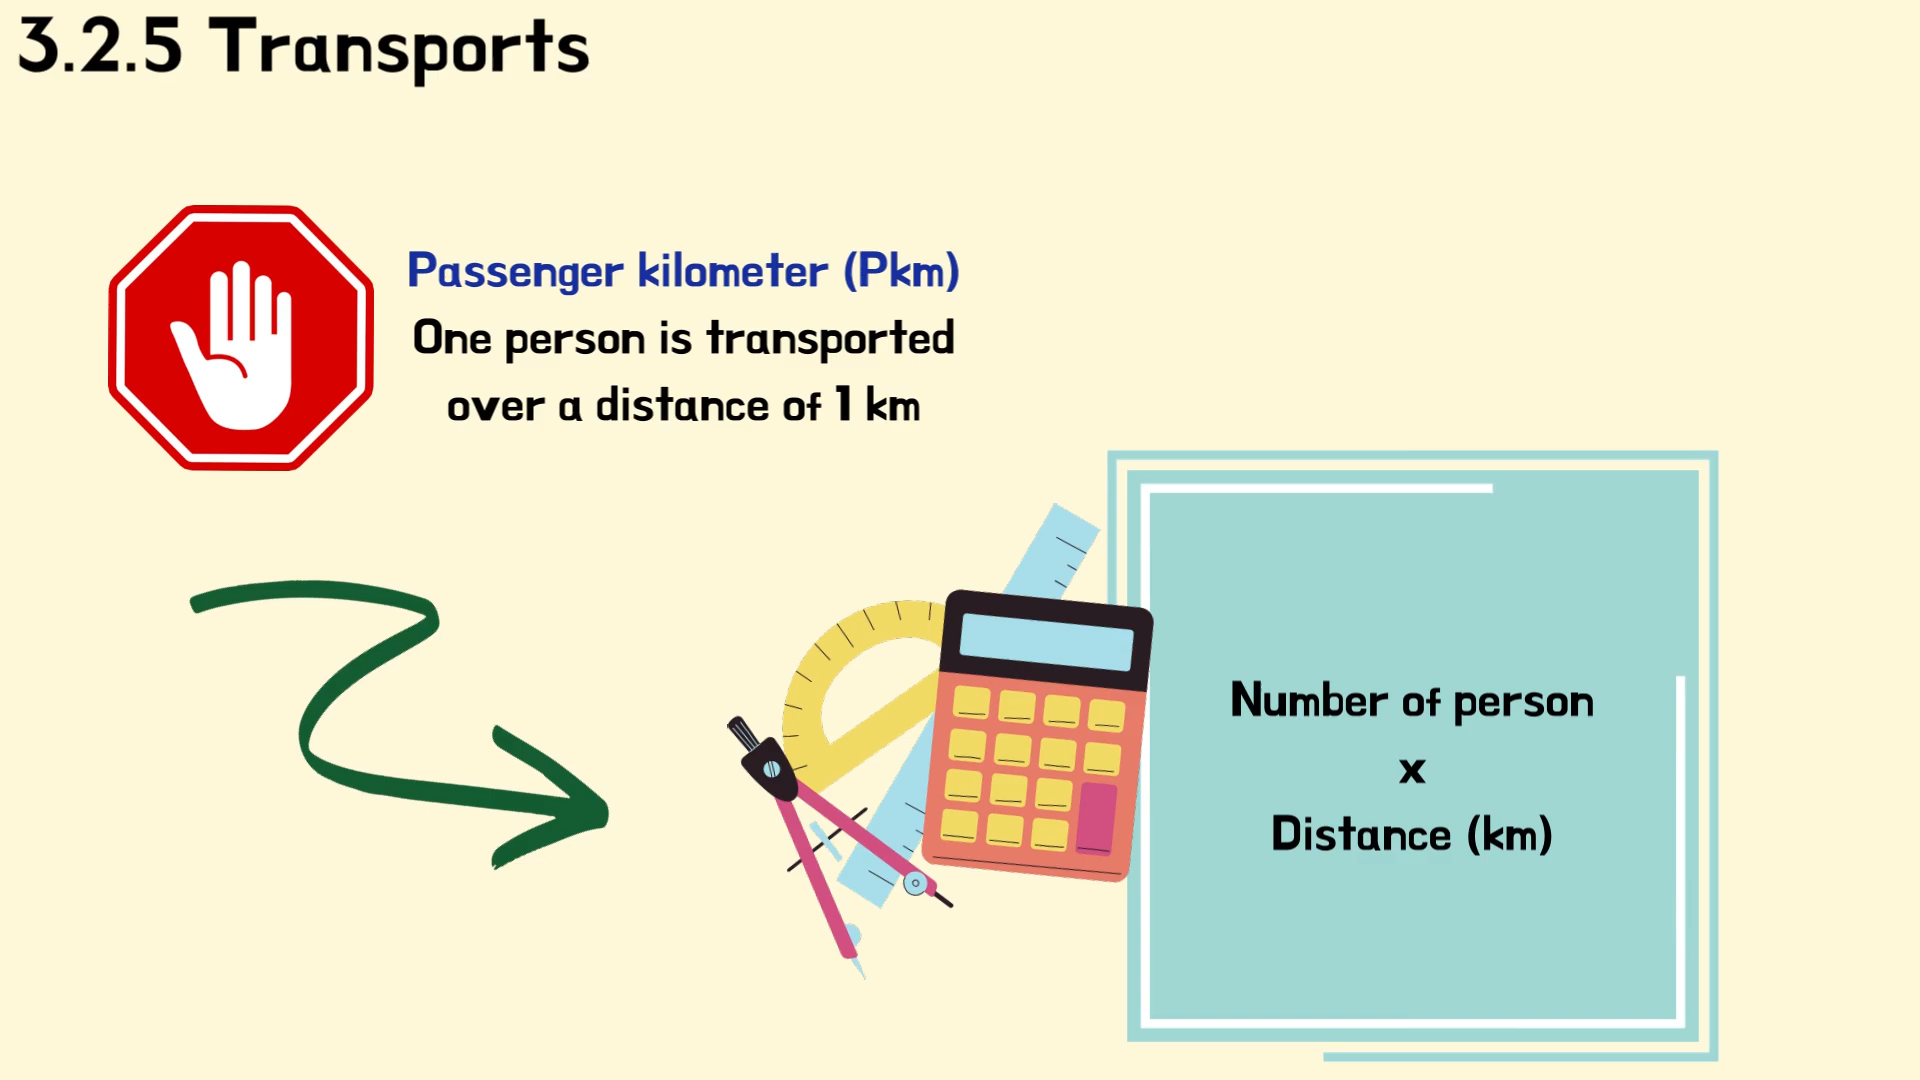 3.2.5 Transports
Passenger kilometer (Pkm)
One person is transported
over a distance of 1 km
Number of person
x
Distance (km)